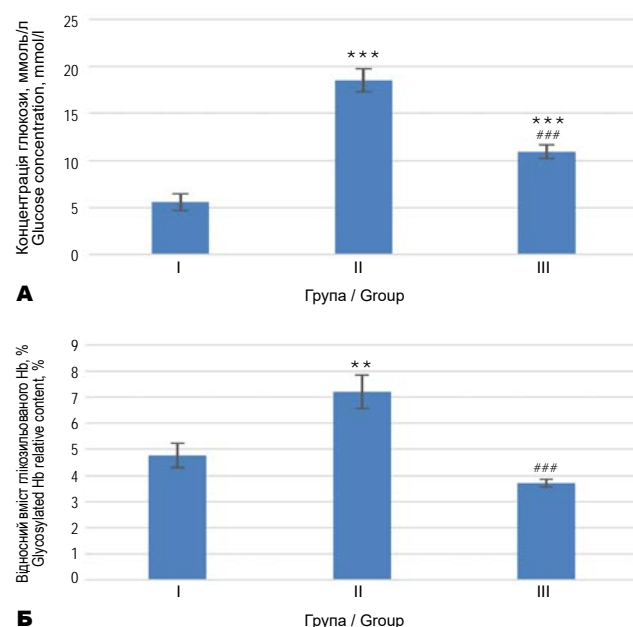 Концентрація глюкози, ммоль/л
Glucose concentration, mmol/l
25
20
15
10
5
0
***
***
###
I
II
III
А
Група / Group
Відносний вміст глікозильованого Hb, %
Glycosylated Hb relative content, %
9
8
7
6
5
4
3
2
1
0
**
###
I
II
III
Б
Група / Group